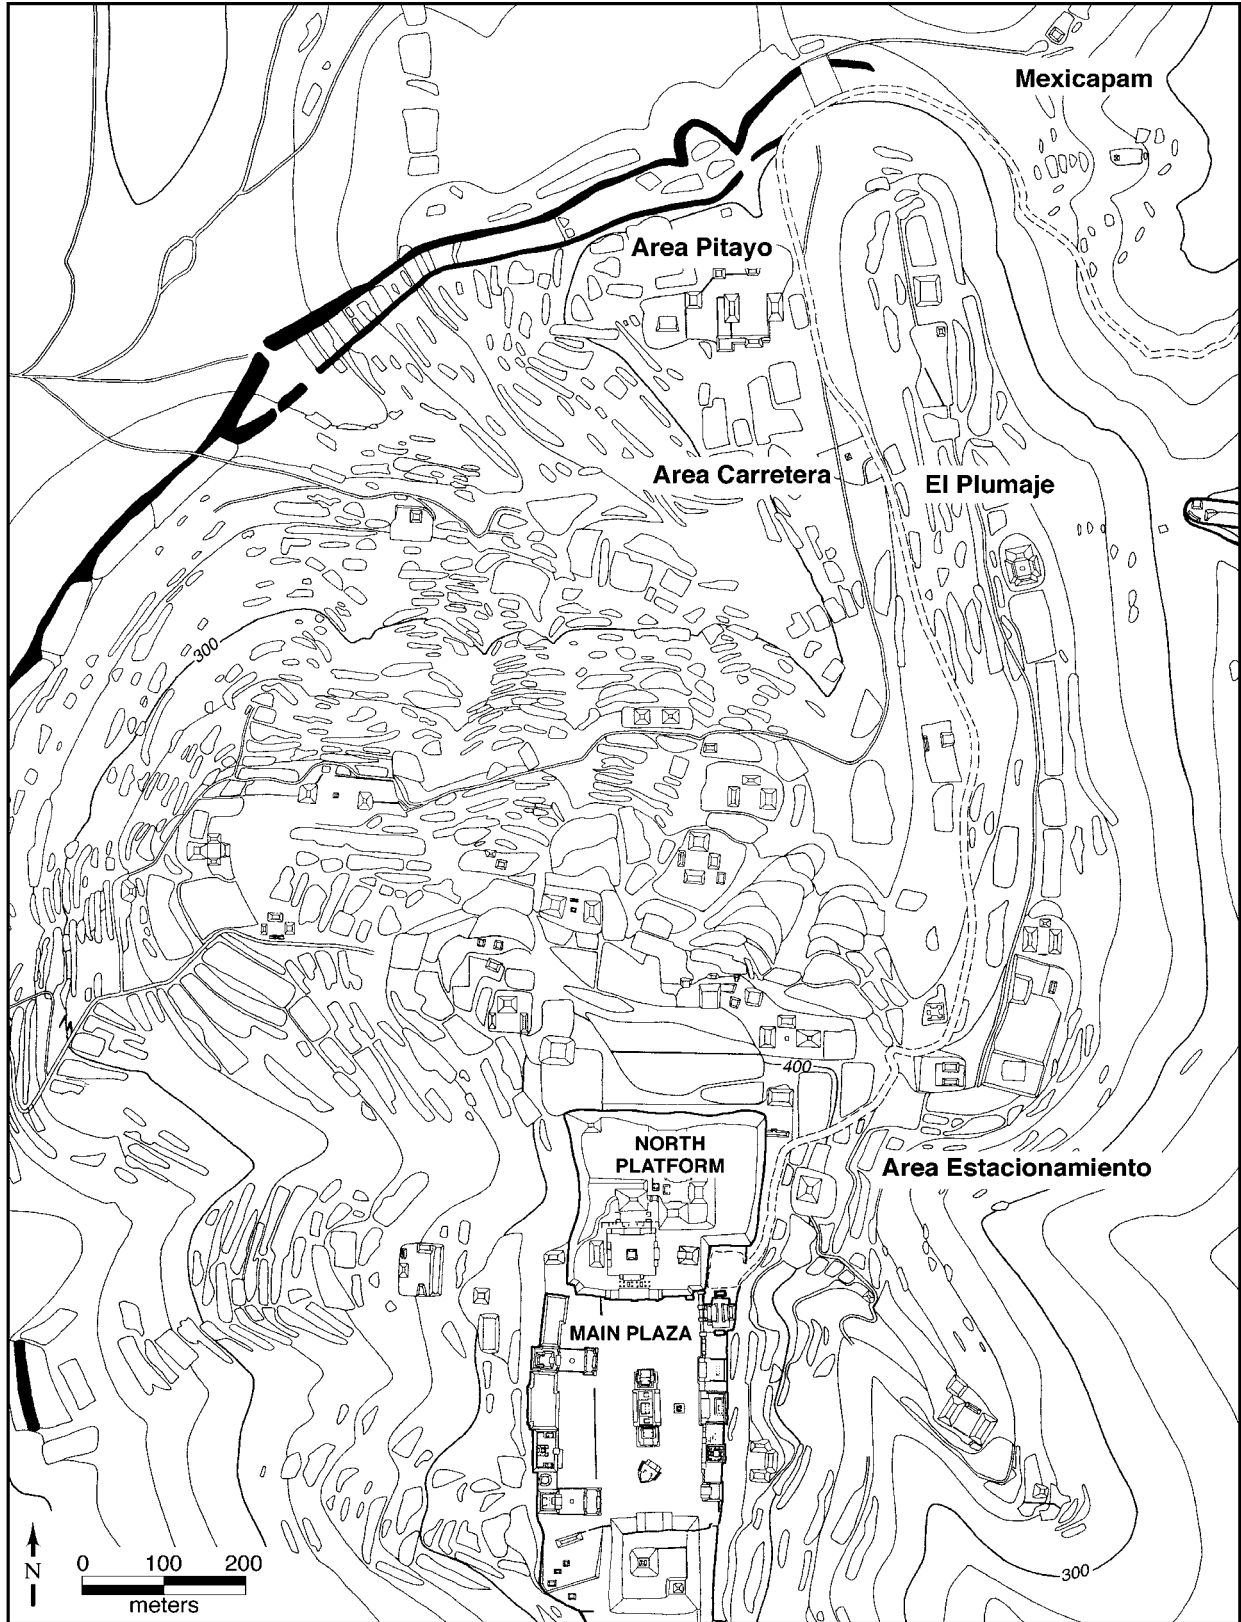 Mexicapam
Area Pitayo
Area Carretera
El Plumaje
300
400
NORTH
PLATFORM
Area Estacionamiento
MAIN PLAZA
300
N
0 100 200
meters